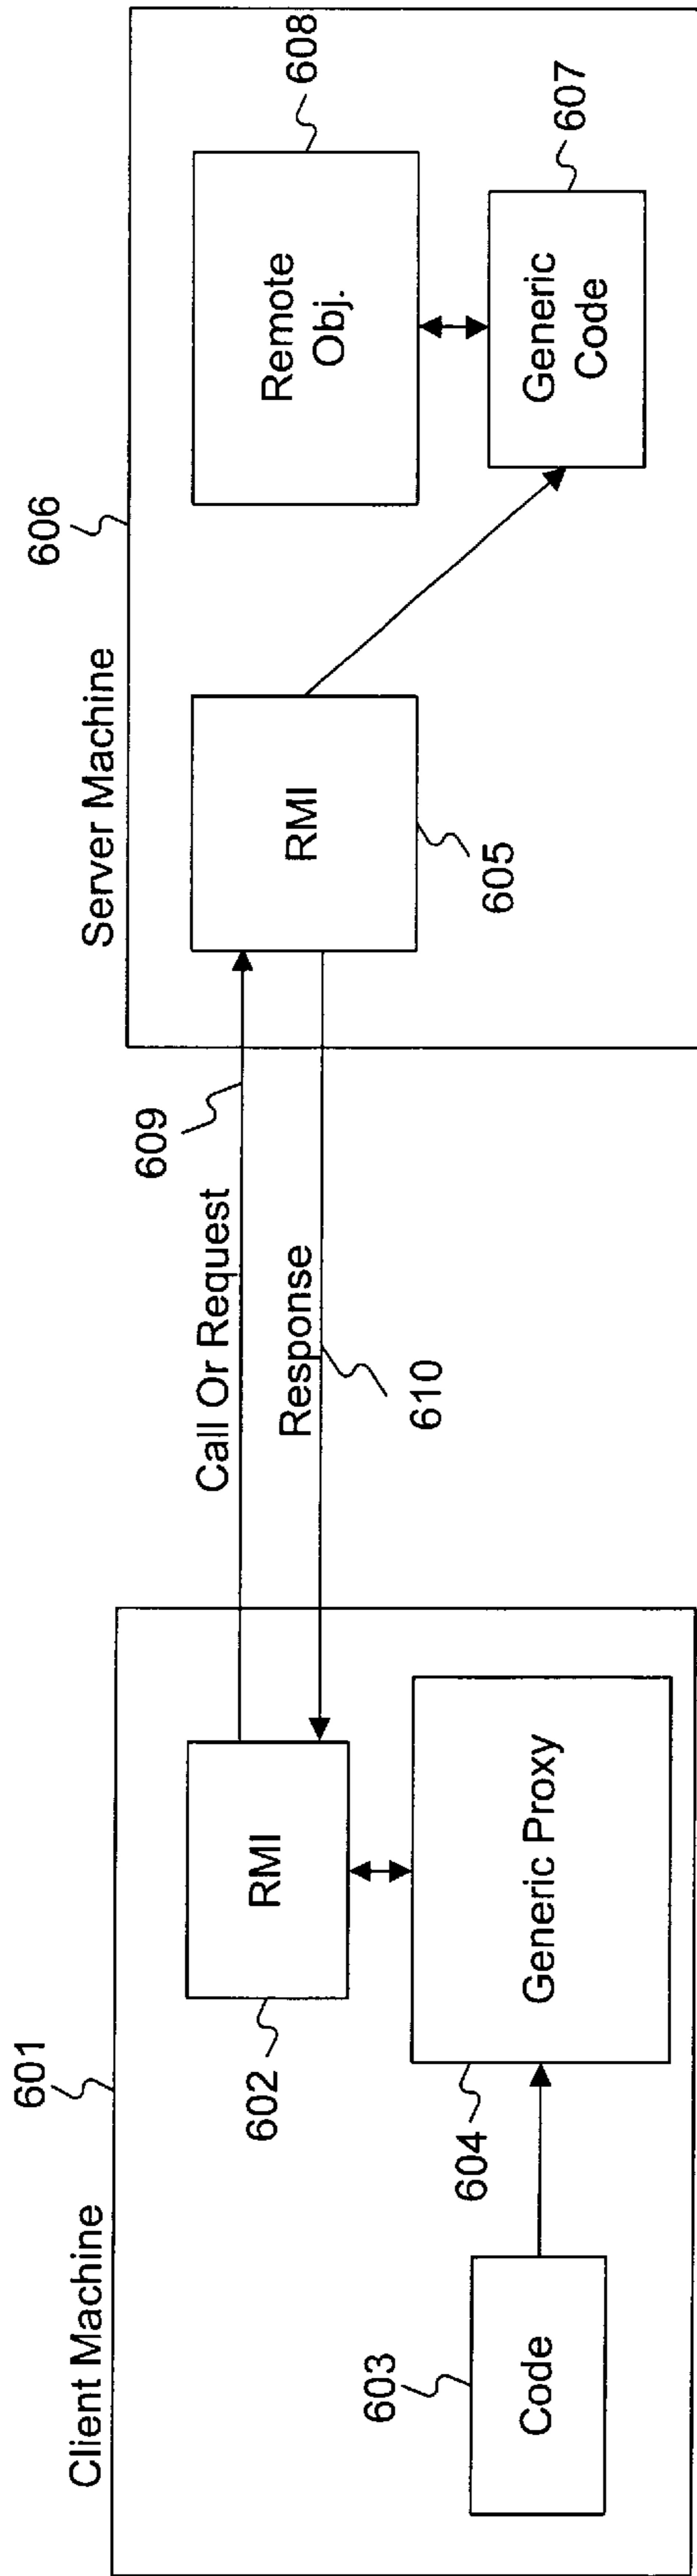 Client Machine
601
RMI
602
Code
603
604
Generic Proxy
Call Or Request
609
Response
610
Server Machine
606
RMI
605
Remote
Obj.
608
Generic
Code
607